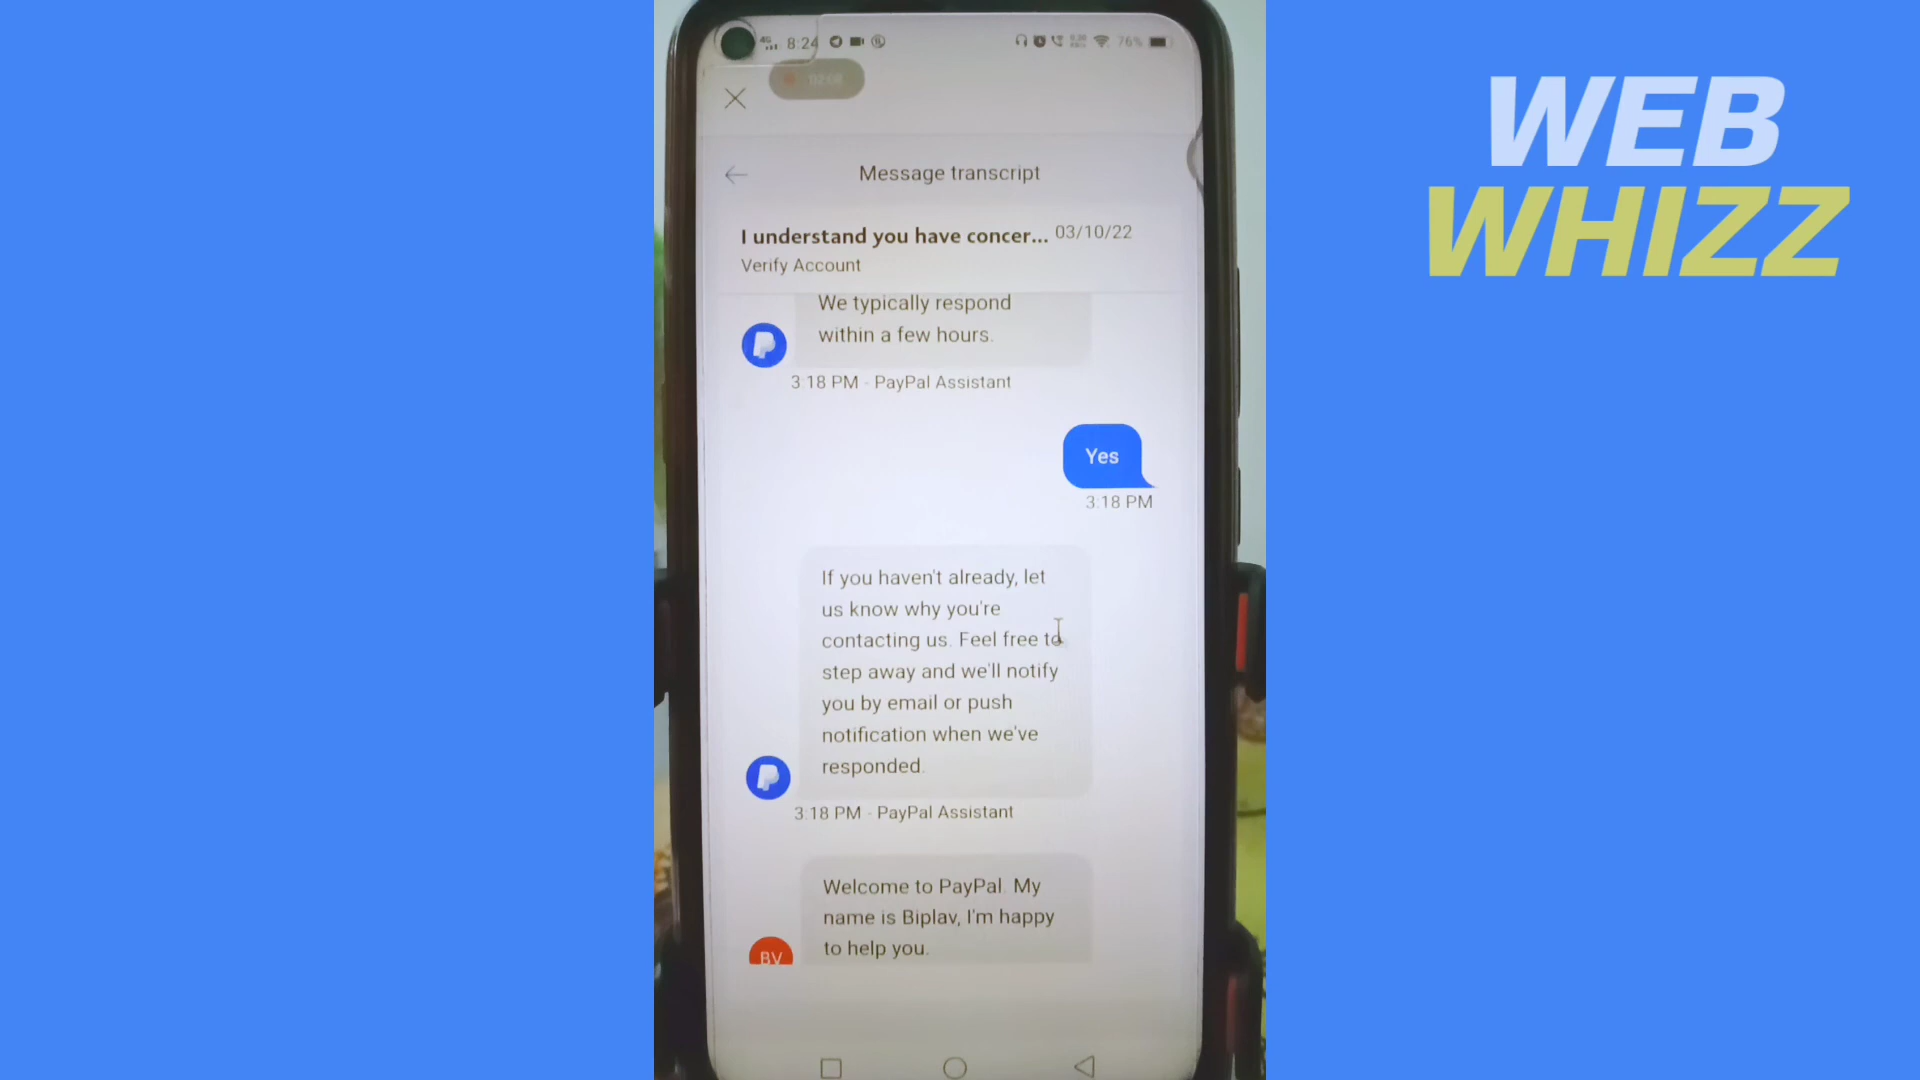 8:24
76%
WEB
WHIZZ
Message transcript
I understand you have concer... 03/10/22
Verify Account
We typically respond
within a few hours.
3:18 PM - PayPal Assistant
Yes
3:18 PM
If you haven't already, let
us know why you're
contacting us. Feel free to
step away and we'll notify
you by email or push
notification when we've
responded.
3:18 PM - PayPal Assistant
Welcome to PayPal. My
name is Biplav, I'm happy
to help you.
BV